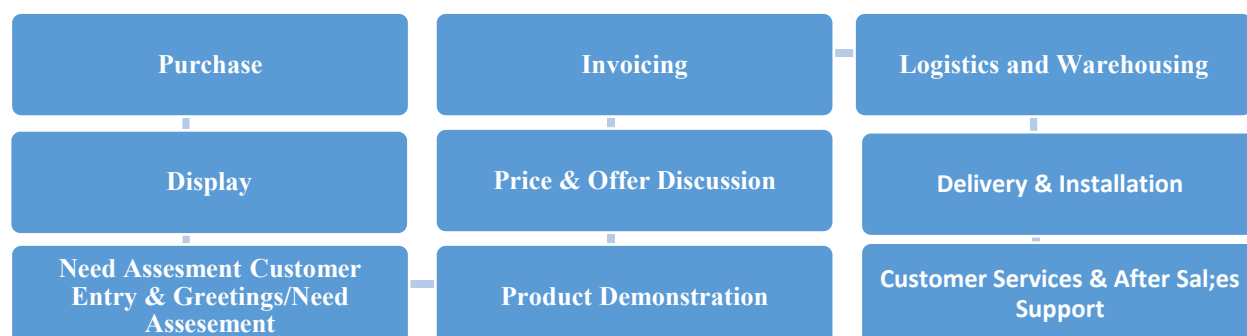 Purchase
Invoicing
Logistics and Warehousing
Display
Price & Offer Discussion
Delivery & Installation
Need Assesment Customer
Entry & Greetings/Need
Assesement
Product Demonstration
Customer Services & After Sal;es
Support